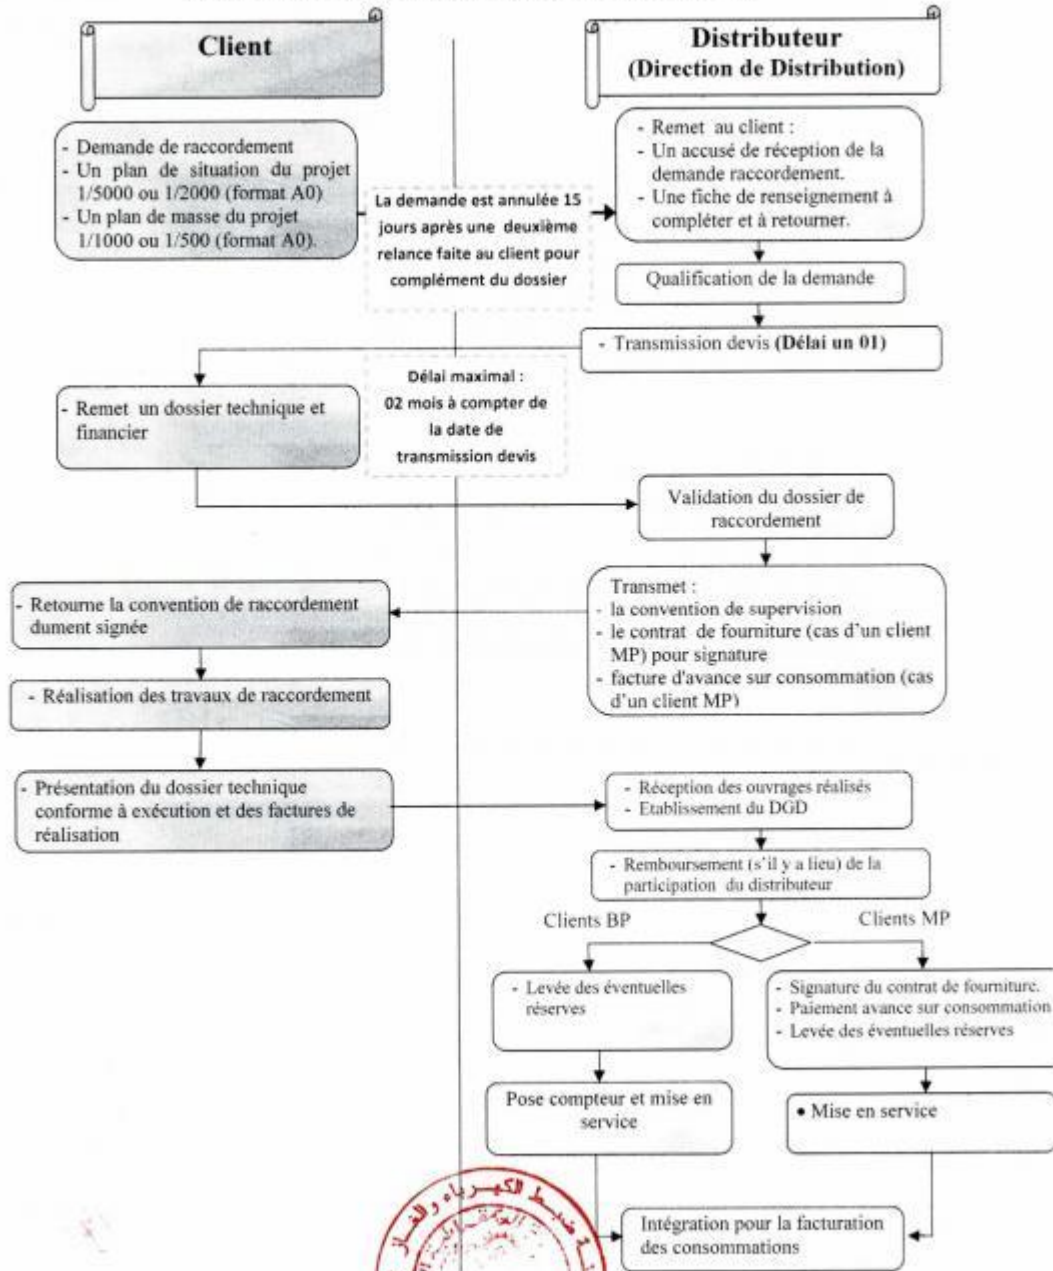 Client
Distributeur
(Direction de Distribution)
- Demande de raccordement
- Un plan de situation du projet
1/5000 ou 1/2000 (format A0)
- Un plan de masse du projet
1/1000 ou 1/500 (format A0).
La demande est annulée 15
jours après une deuxième
relance faite au client pour
complément du dossier
- Remet au client :
- Un accusé de réception de la
demande raccordement.
- Une fiche de renseignement à
compléter et à retourner.
Qualification de la demande
- Transmission devis (Délai un 01)
Délai maximal :
02 mois à compter de
la date de
transmission devis
- Remet un dossier technique et
financier
Validation du dossier de
raccordement
Transmet :
- la convention de supervision
- le contrat de fourniture (cas d'un client
MP) pour signature
- facture d'avance sur consommation (cas
d'un client MP)
- Retourne la convention de raccordement
dument signée
- Réalisation des travaux de raccordement
- Présentation du dossier technique
conforme à exécution et des factures de
réalisation
- Réception des ouvrages réalisés
- Etablissement du DGD
- Remboursement (s'il y a lieu) de la
participation du distributeur
Clients BP
Clients MP
- Levée des éventuelles
réserves
- Signature du contrat de fourniture.
- Paiement avance sur consommation
- Levée des éventuelles réserves
Pose compteur et mise en
service
• Mise en service
Intégration pour la facturation
des consommations
ضبط الكهرباء والغاز